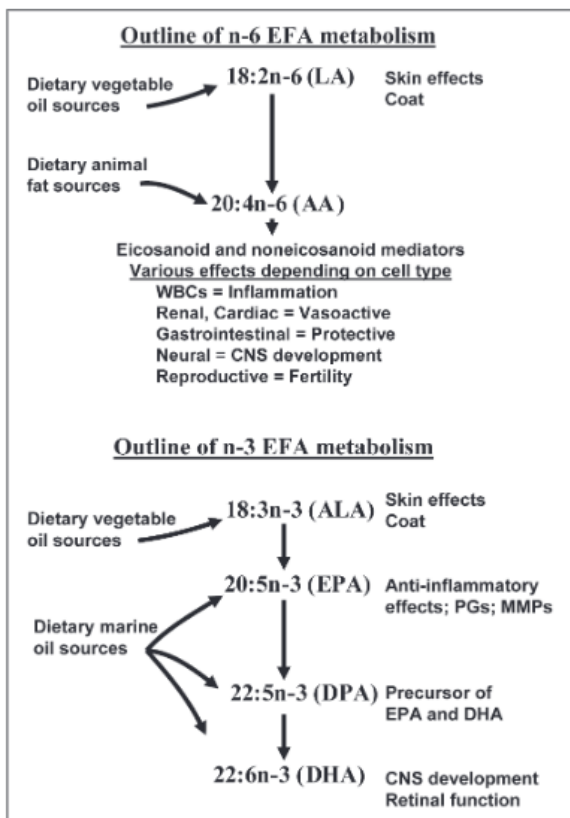 Outline of n-6 EFA metabolism
Dietary vegetable
oil sources
18:2n-6 (LA)
Skin effects
Coat
Dietary animal
fat sources
20:4n-6 (AA)
Eicosanoid and noneicosanoid mediators
Various effects depending on cell type
WBCs = Inflammation
Renal, Cardiac = Vasoactive
Gastrointestinal = Protective
Neural = CNS development
Reproductive = Fertility
Outline of n-3 EFA metabolism
Dietary vegetable
oil sources
18:3n-3 (ALA)
Skin effects
Coat
20:5n-3 (EPA)
Anti-inflammatory
effects; PGs; MMPs
Dietary marine
oil sources
22:5n-3 (DPA)
Precursor of
EPA and DHA
22:6n-3 (DHA)
CNS development
Retinal function